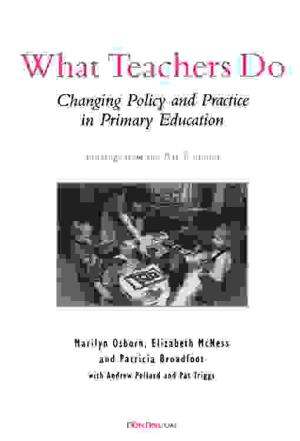 What Teachers Do
Changing Policy and Practice
in Primary Education
Marilyn Osborn, Elizabeth McNess
and Patricia Broadfoot
with Andrew Pollard and Pat Triggs